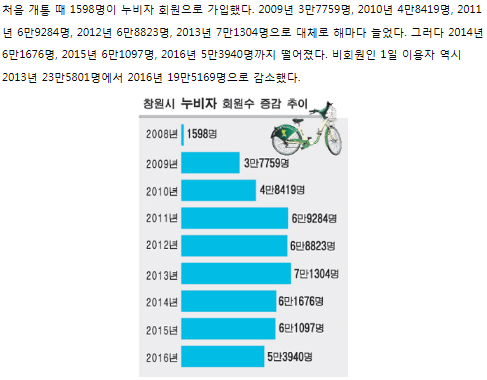 처음 개통 때 1598명이 누비자 회원으로 가입했다. 2009년 3만7759명, 2010년 4만8419명, 2011
년 6만9284명, 2012년 6만8823명, 2013년 7만1304명으로 대체로 해마다 늘었다. 그러다 2014년
6만1676명, 2015년 6만1097명, 2016년 5만3940명까지 떨어졌다. 비회원인 1일 이용자 역시
2013년 23만5801명에서 2016년 19만5169명으로 감소했다.
창원시 누비자 회원수 증감 추이
2008년 1598명
2009년 3만7759명
2010년 4만8419명
2011년 6만9284명
2012년 6만8823명
2013년 7만1304명
2014년 6만1676명
2015년 6만1097명
2016년 5만3940명